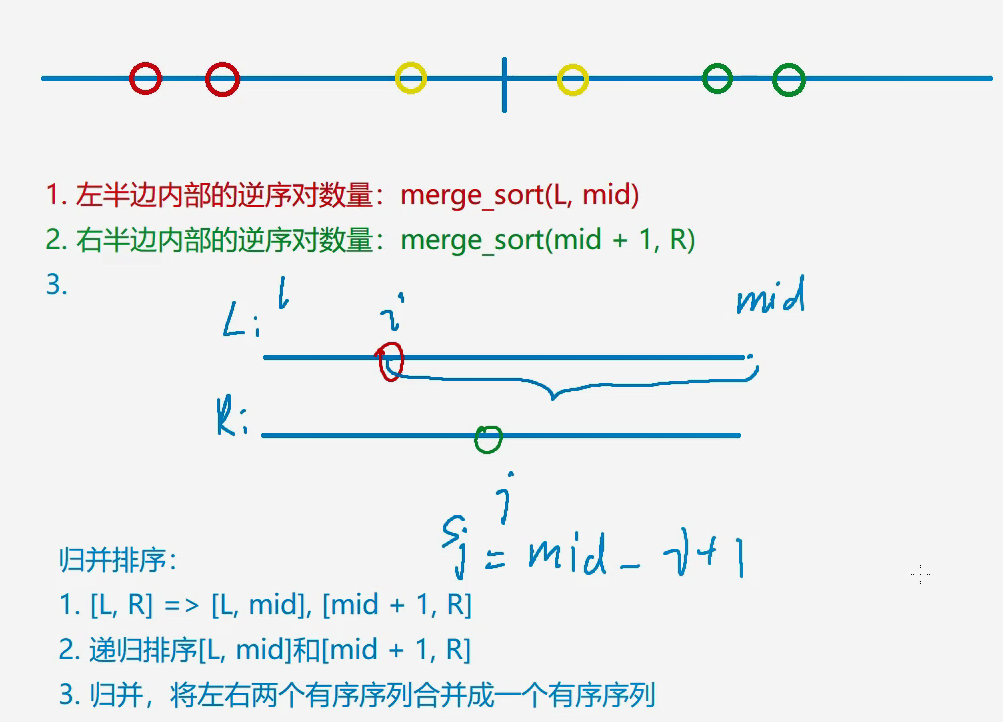 1. 左半边内部的逆序对数量：merge_sort(L, mid)
2. 右半边内部的逆序对数量：merge_sort(mid + 1, R)
3.
Li l i mid
Ri
j
Sj = mid - i + 1
归并排序：
1. [L, R] => [L, mid], [mid + 1, R]
2. 递归排序[L, mid]和[mid + 1, R]
3. 归并，将左右两个有序序列合并成一个有序序列